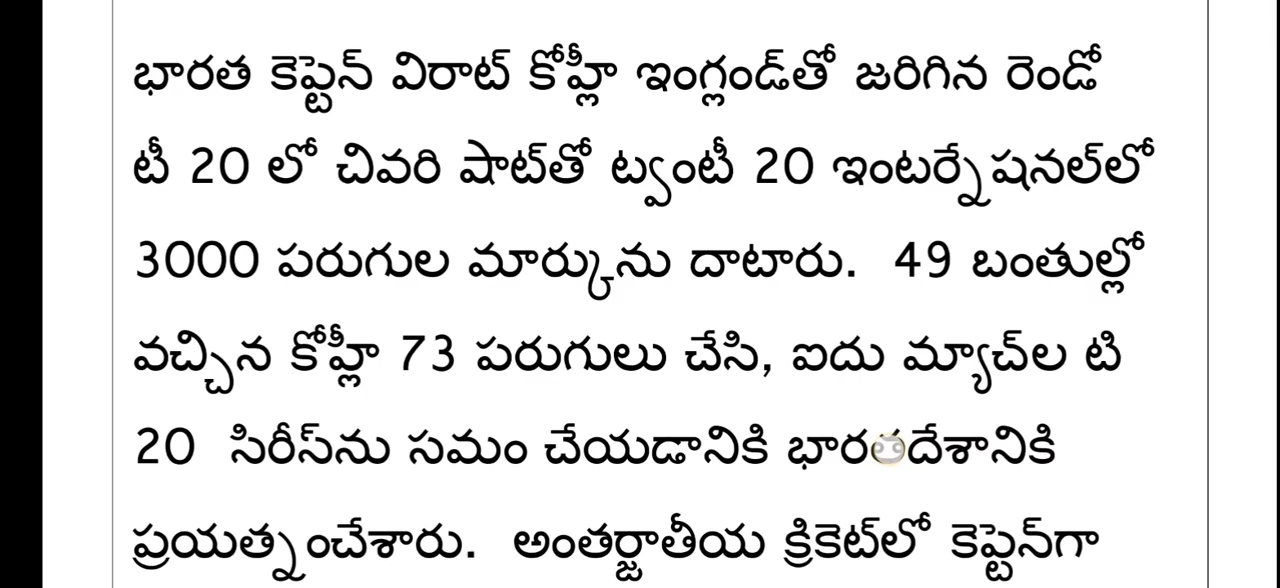 భారత కెప్టెన్ విరాట్ కోహ్లీ ఇంగ్లండ్‌తో జరిగిన రెండో
టీ 20 లో చివరి షాట్‌తో ట్వంటీ 20 ఇంటర్నేషనల్‌లో
3000 పరుగుల మార్కును దాటారు. 49 బంతుల్లో
వచ్చిన కోహ్లీ 73 పరుగులు చేసి, ఐదు మ్యాచ్‌ల టి
20 సిరీస్‌ను సమం చేయడానికి భారతదేశానికి
ప్రయత్నంచేశారు. అంతర్జాతీయ క్రికెట్‌లో కెప్టెన్‌గా